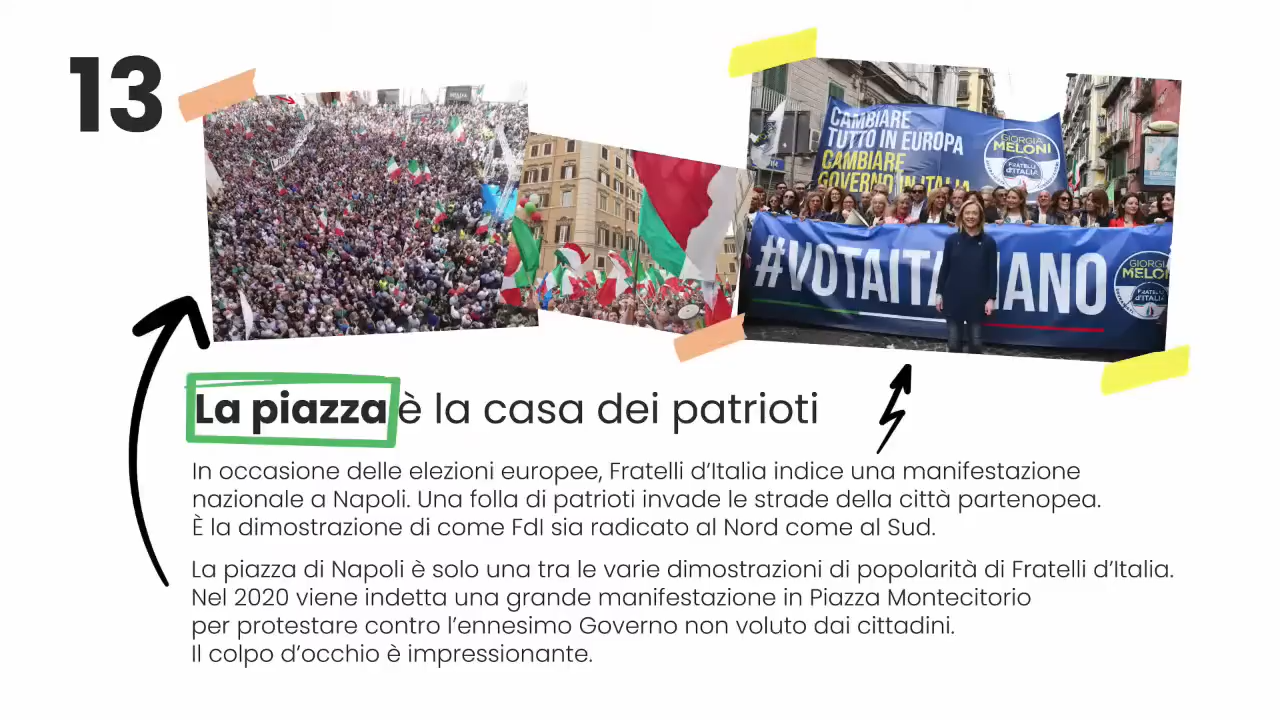 13
CAMBIARE
TUTTO IN EUROPA
CAMBIARE
GOVERNO IN ITALIA
GIORGIA
MELONI
FRATELLI
d'ITALIA
#VOTAITALIANO
GIORGIA
MELONI
FRATELLI
d'ITALIA
La piazza è la casa dei patrioti
In occasione delle elezioni europee, Fratelli d'Italia indice una manifestazione
nazionale a Napoli. Una folla di patrioti invade le strade della città partenopea.
È la dimostrazione di come FdI sia radicato al Nord come al Sud.
La piazza di Napoli è solo una tra le varie dimostrazioni di popolarità di Fratelli d'Italia.
Nel 2020 viene indetta una grande manifestazione in Piazza Montecitorio
per protestare contro l'ennesimo Governo non voluto dai cittadini.
Il colpo d'occhio è impressionante.